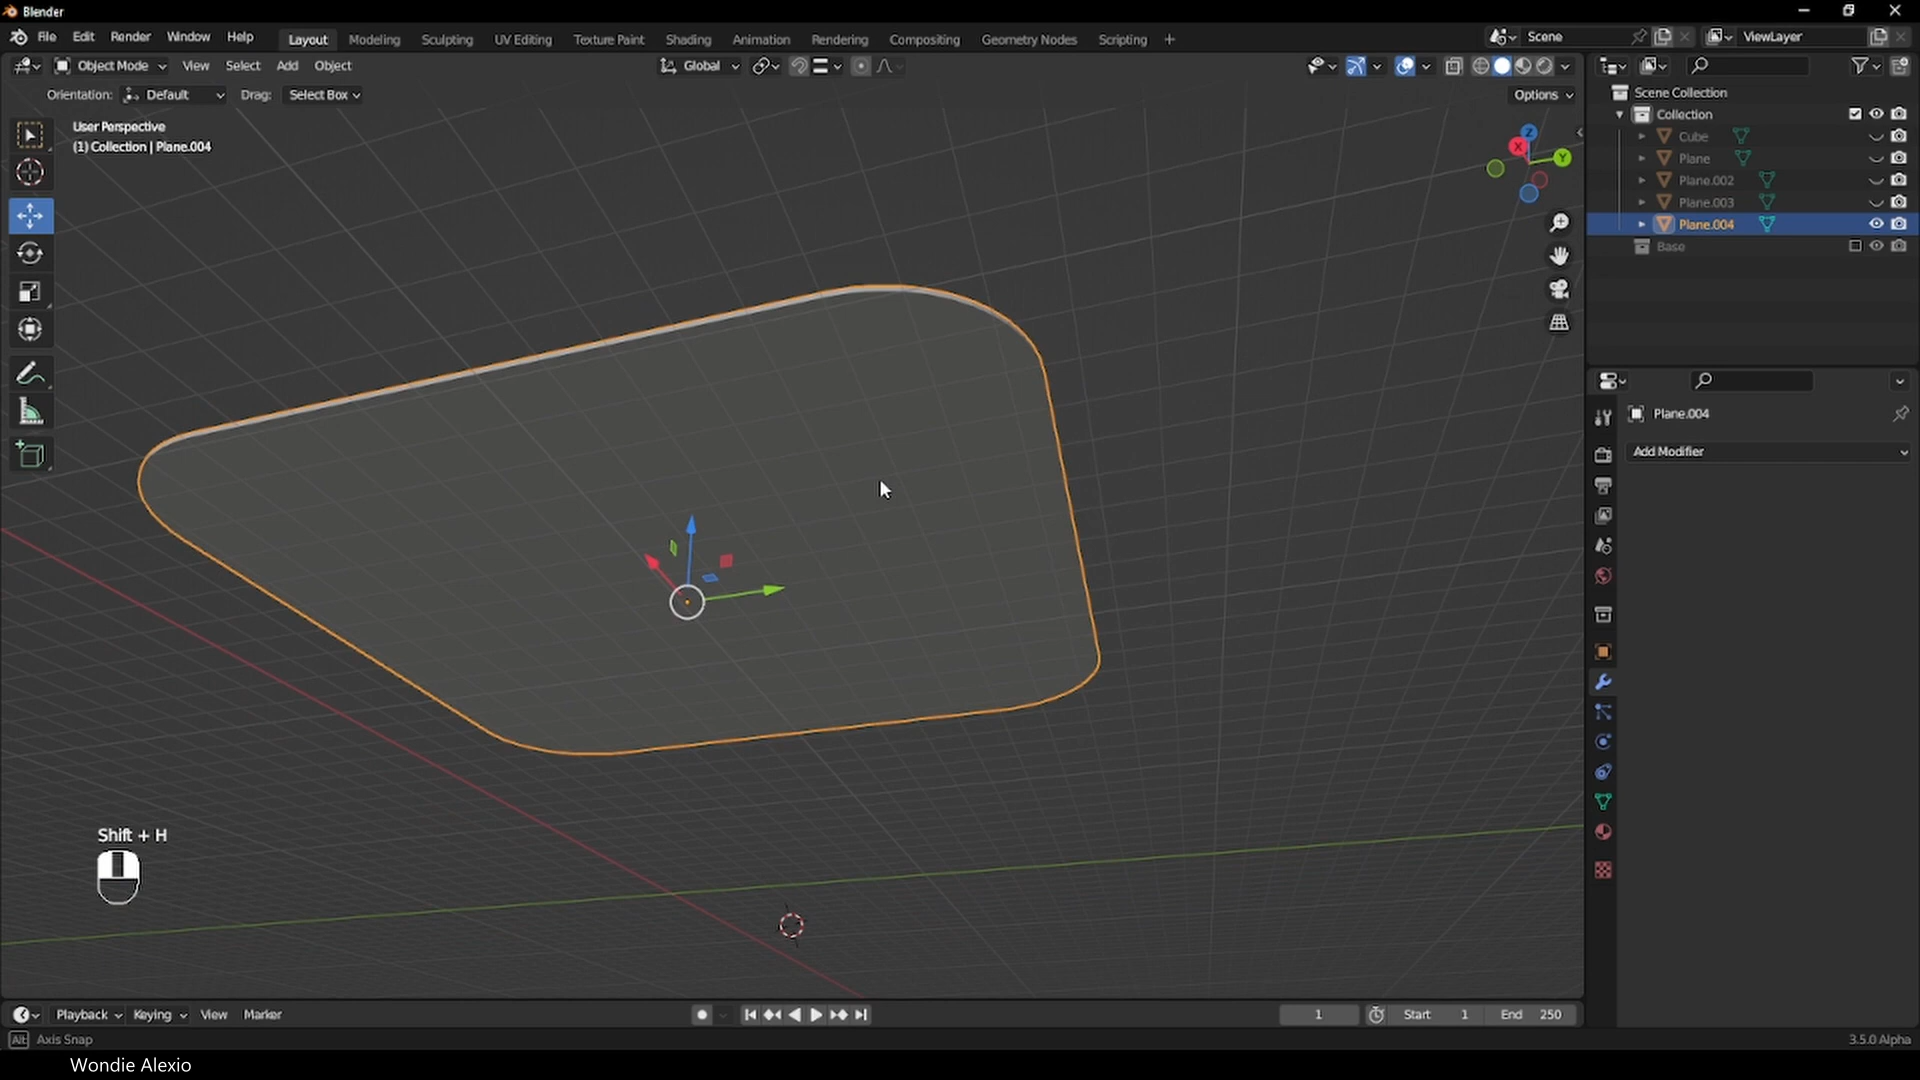 Blender
File Edit Render Window Help Layout Modeling Sculpting UV Editing Texture Paint Shading Animation Rendering Compositing Geometry Nodes Scripting + Scene ViewLayer
Object Mode View Select Add Object Global
Orientation: Default Drag: Select Box Options
User Perspective
(1) Collection | Plane.004
Z
X
Y
Scene Collection
Collection
Cube
Plane
Plane.002
Plane.003
Plane.004
Base
Plane.004
Add Modifier
Shift + H
Playback Keying View Marker 1 Start 1 End 250
Alt Axis Snap 3.5.0 Alpha
Wondie Alexio